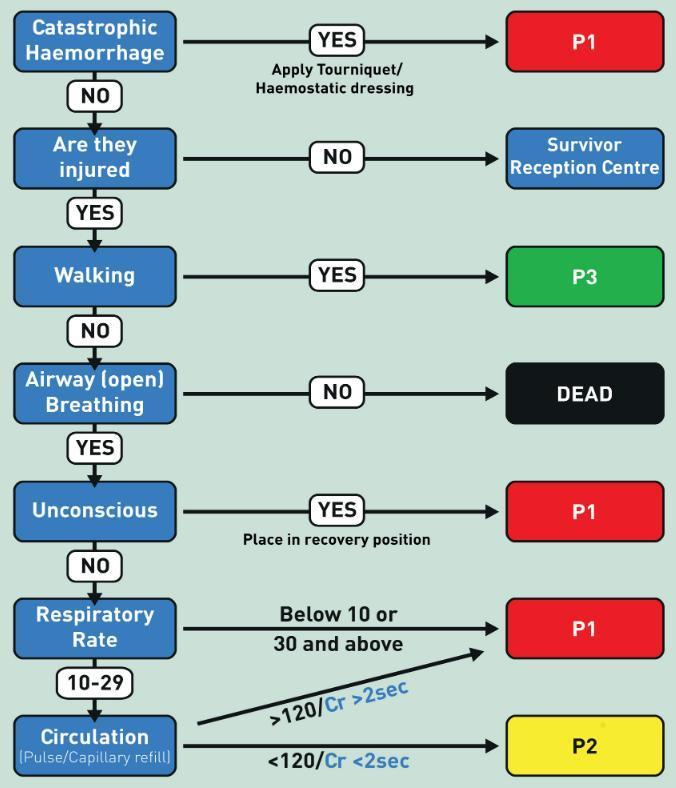 Catastrophic
Haemorrhage
YES
Apply Tourniquet/
Haemostatic dressing
P1
NO
Are they
injured
NO
Survivor
Reception Centre
YES
Walking
YES
P3
NO
Airway (open)
Breathing
NO
DEAD
YES
Unconscious
YES
Place in recovery position
P1
NO
Respiratory
Rate
Below 10 or
30 and above
P1
10-29
>120/Cr >2sec
Circulation
(Pulse/Capillary refill)
<120/Cr <2sec
P2